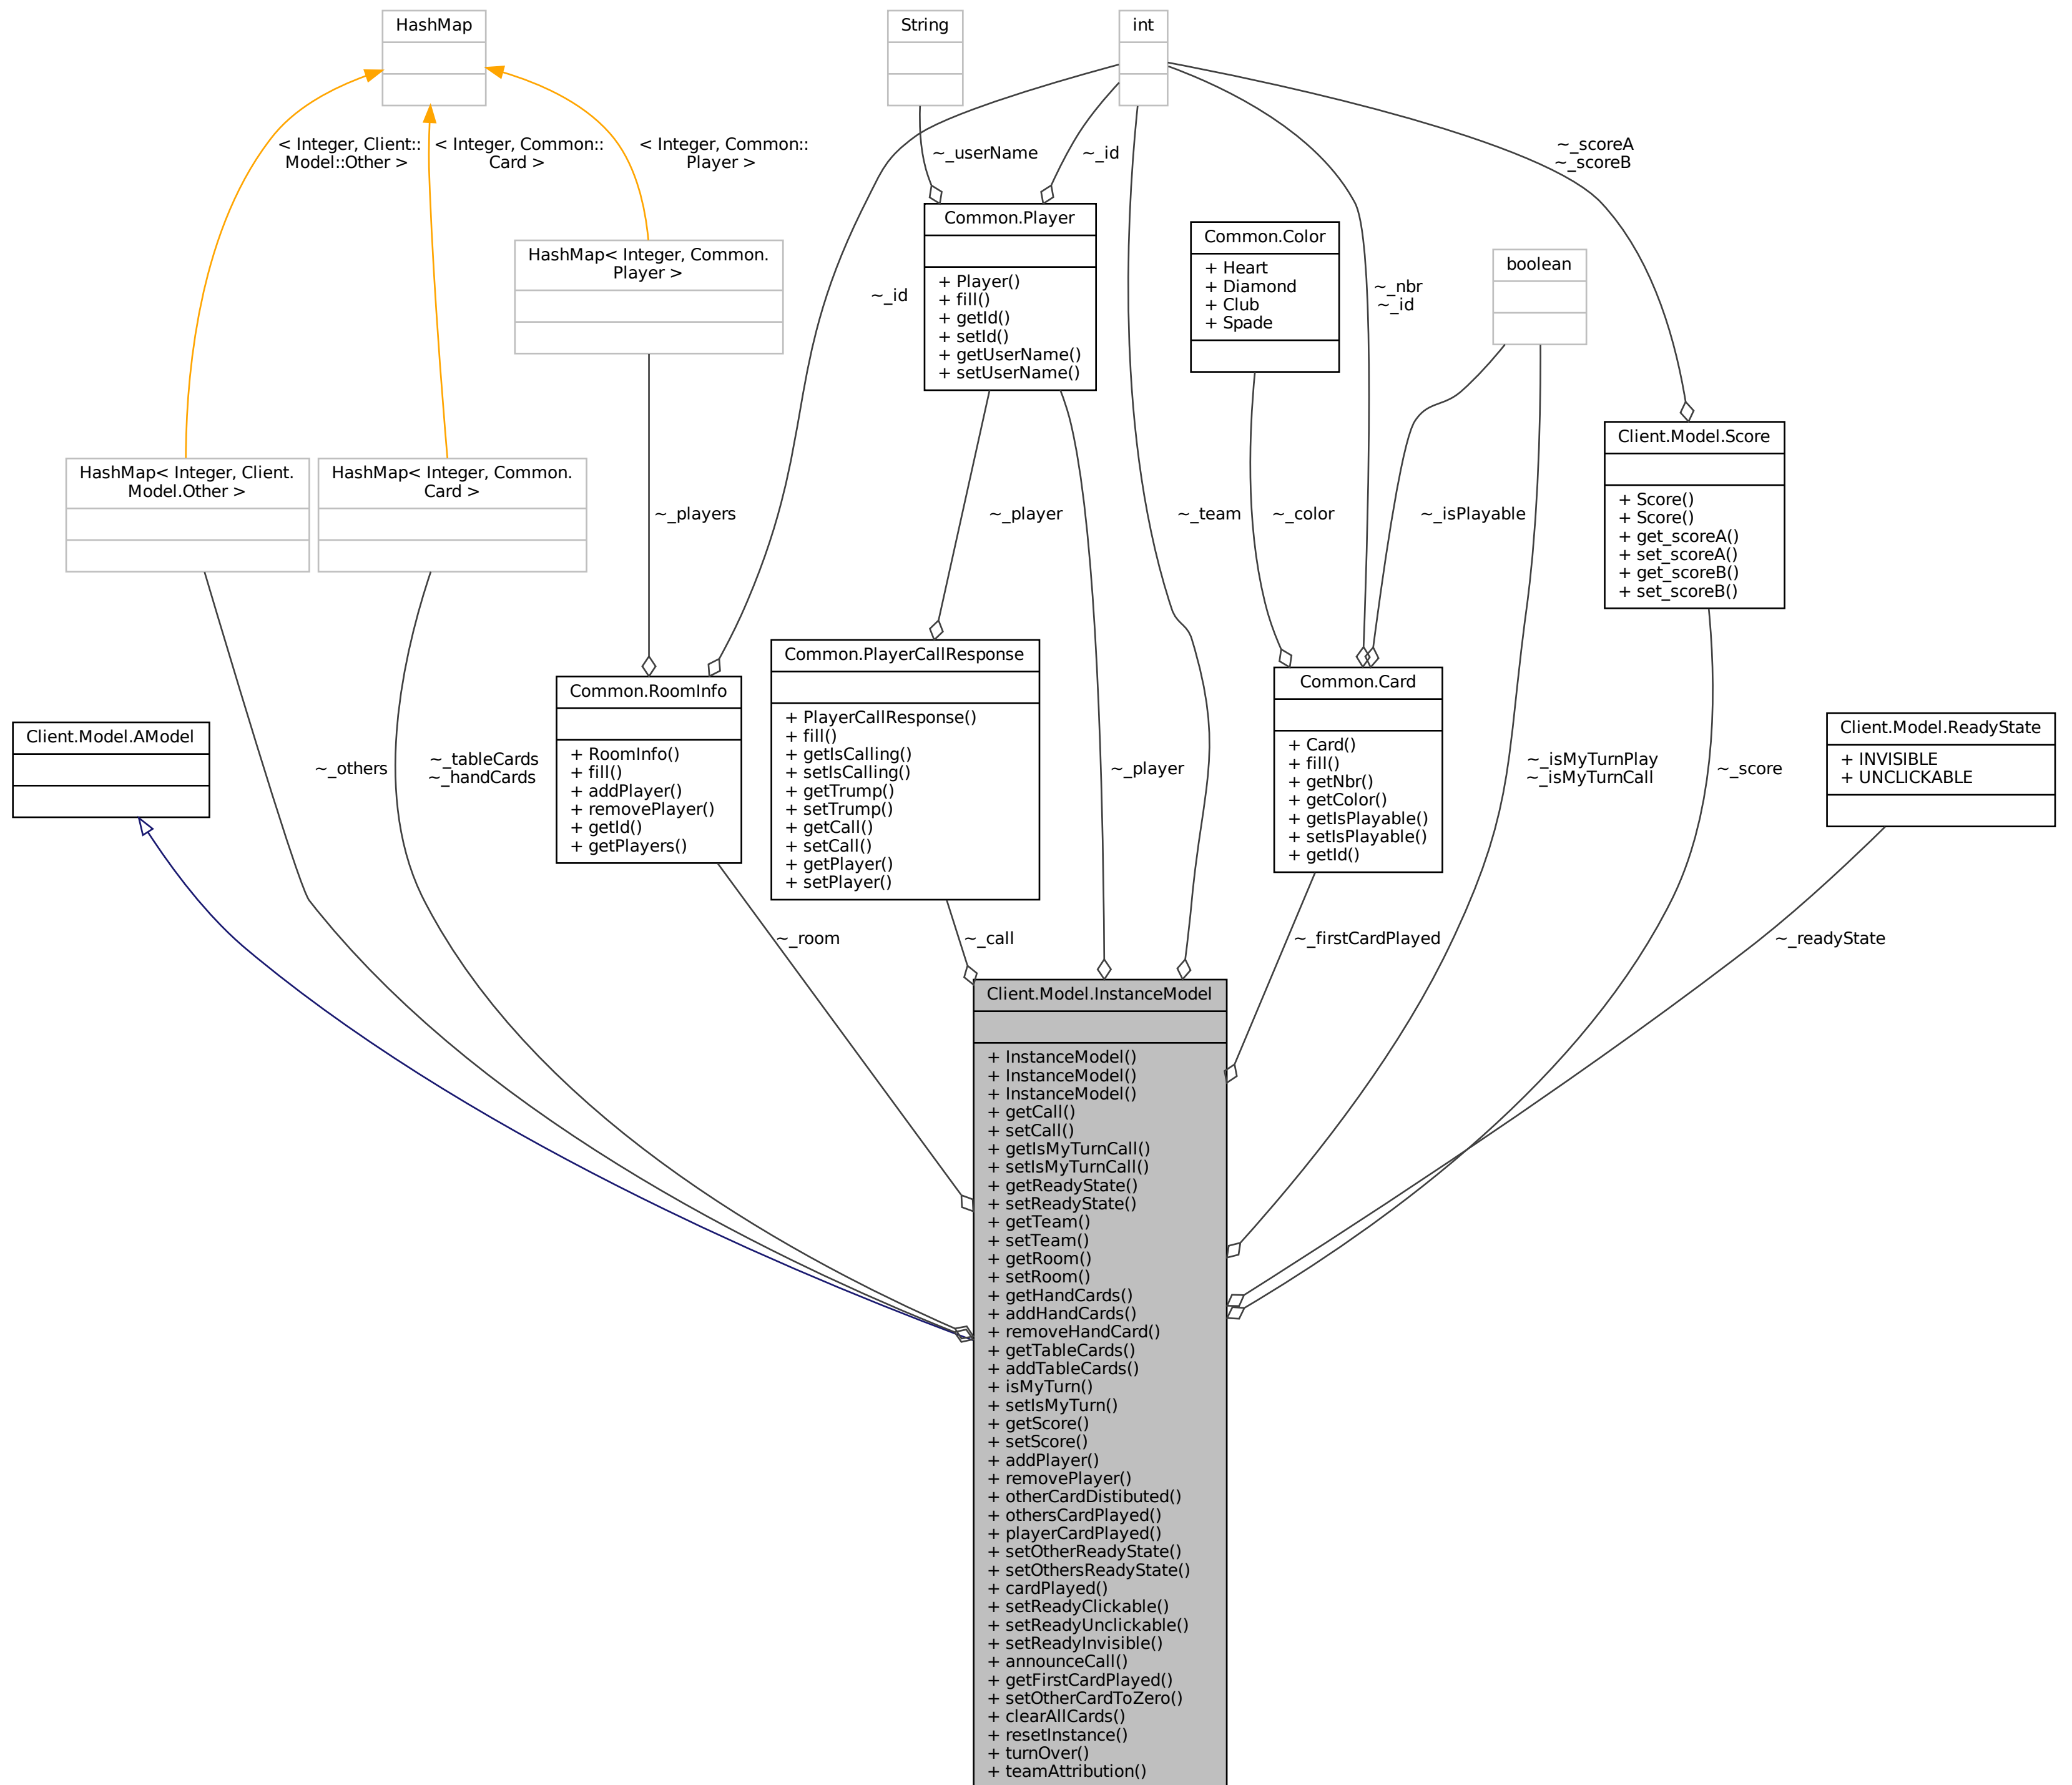 HashMap
String
int
< Integer, Client::
Model::Other >
< Integer, Common::
Card >
< Integer, Common::
Player >
~_userName
~_id
~_scoreA
~_scoreB
HashMap< Integer, Common.
Player >
Common.Player
+ Player()
+ fill()
+ getId()
+ setId()
+ getUserName()
+ setUserName()
Common.Color
+ Heart
+ Diamond
+ Club
+ Spade
boolean
~_id
~_nbr
~_id
HashMap< Integer, Client.
Model.Other >
HashMap< Integer, Common.
Card >
Client.Model.Score
+ Score()
+ Score()
+ get_scoreA()
+ set_scoreA()
+ get_scoreB()
+ set_scoreB()
~_players
~_player
~_team
~_color
~_isPlayable
Client.Model.AModel
~_others
~_tableCards
~_handCards
Common.RoomInfo
+ RoomInfo()
+ fill()
+ addPlayer()
+ removePlayer()
+ getId()
+ getPlayers()
Common.PlayerCallResponse
+ PlayerCallResponse()
+ fill()
+ getIsCalling()
+ setIsCalling()
+ getTrump()
+ setTrump()
+ getCall()
+ setCall()
+ getPlayer()
+ setPlayer()
~_player
Common.Card
+ Card()
+ fill()
+ getNbr()
+ getColor()
+ getIsPlayable()
+ setIsPlayable()
+ getId()
~_isMyTurnPlay
~_isMyTurnCall
~_score
Client.Model.ReadyState
+ INVISIBLE
+ UNCLICKABLE
~_room
~_call
~_firstCardPlayed
~_readyState
Client.Model.InstanceModel
+ InstanceModel()
+ InstanceModel()
+ InstanceModel()
+ getCall()
+ setCall()
+ getIsMyTurnCall()
+ setIsMyTurnCall()
+ getReadyState()
+ setReadyState()
+ getTeam()
+ setTeam()
+ getRoom()
+ setRoom()
+ getHandCards()
+ addHandCards()
+ removeHandCard()
+ getTableCards()
+ addTableCards()
+ isMyTurn()
+ setIsMyTurn()
+ getScore()
+ setScore()
+ addPlayer()
+ removePlayer()
+ otherCardDistibuted()
+ othersCardPlayed()
+ playerCardPlayed()
+ setOtherReadyState()
+ setOthersReadyState()
+ cardPlayed()
+ setReadyClickable()
+ setReadyUnclickable()
+ setReadyInvisible()
+ announceCall()
+ getFirstCardPlayed()
+ setOtherCardToZero()
+ clearAllCards()
+ resetInstance()
+ turnOver()
+ teamAttribution()